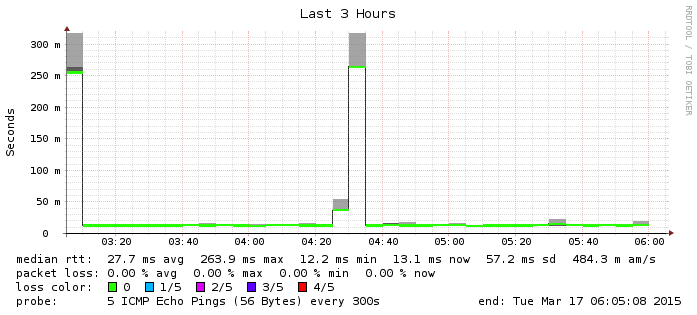 Last 3 Hours
RRDTOOL / TOBI OETIKER
Seconds
300 m
250 m
200 m
150 m
100 m
50 m
0
03:20 03:40 04:00 04:20 04:40 05:00 05:20 05:40 06:00
median rtt: 27.7 ms avg 263.9 ms max 12.2 ms min 13.1 ms now 57.2 ms sd 484.3 m am/s
packet loss: 0.00 % avg 0.00 % max 0.00 % min 0.00 % now
loss color: 0 1/5 2/5 3/5 4/5
probe: 5 ICMP Echo Pings (56 Bytes) every 300s end: Tue Mar 17 06:05:08 2015